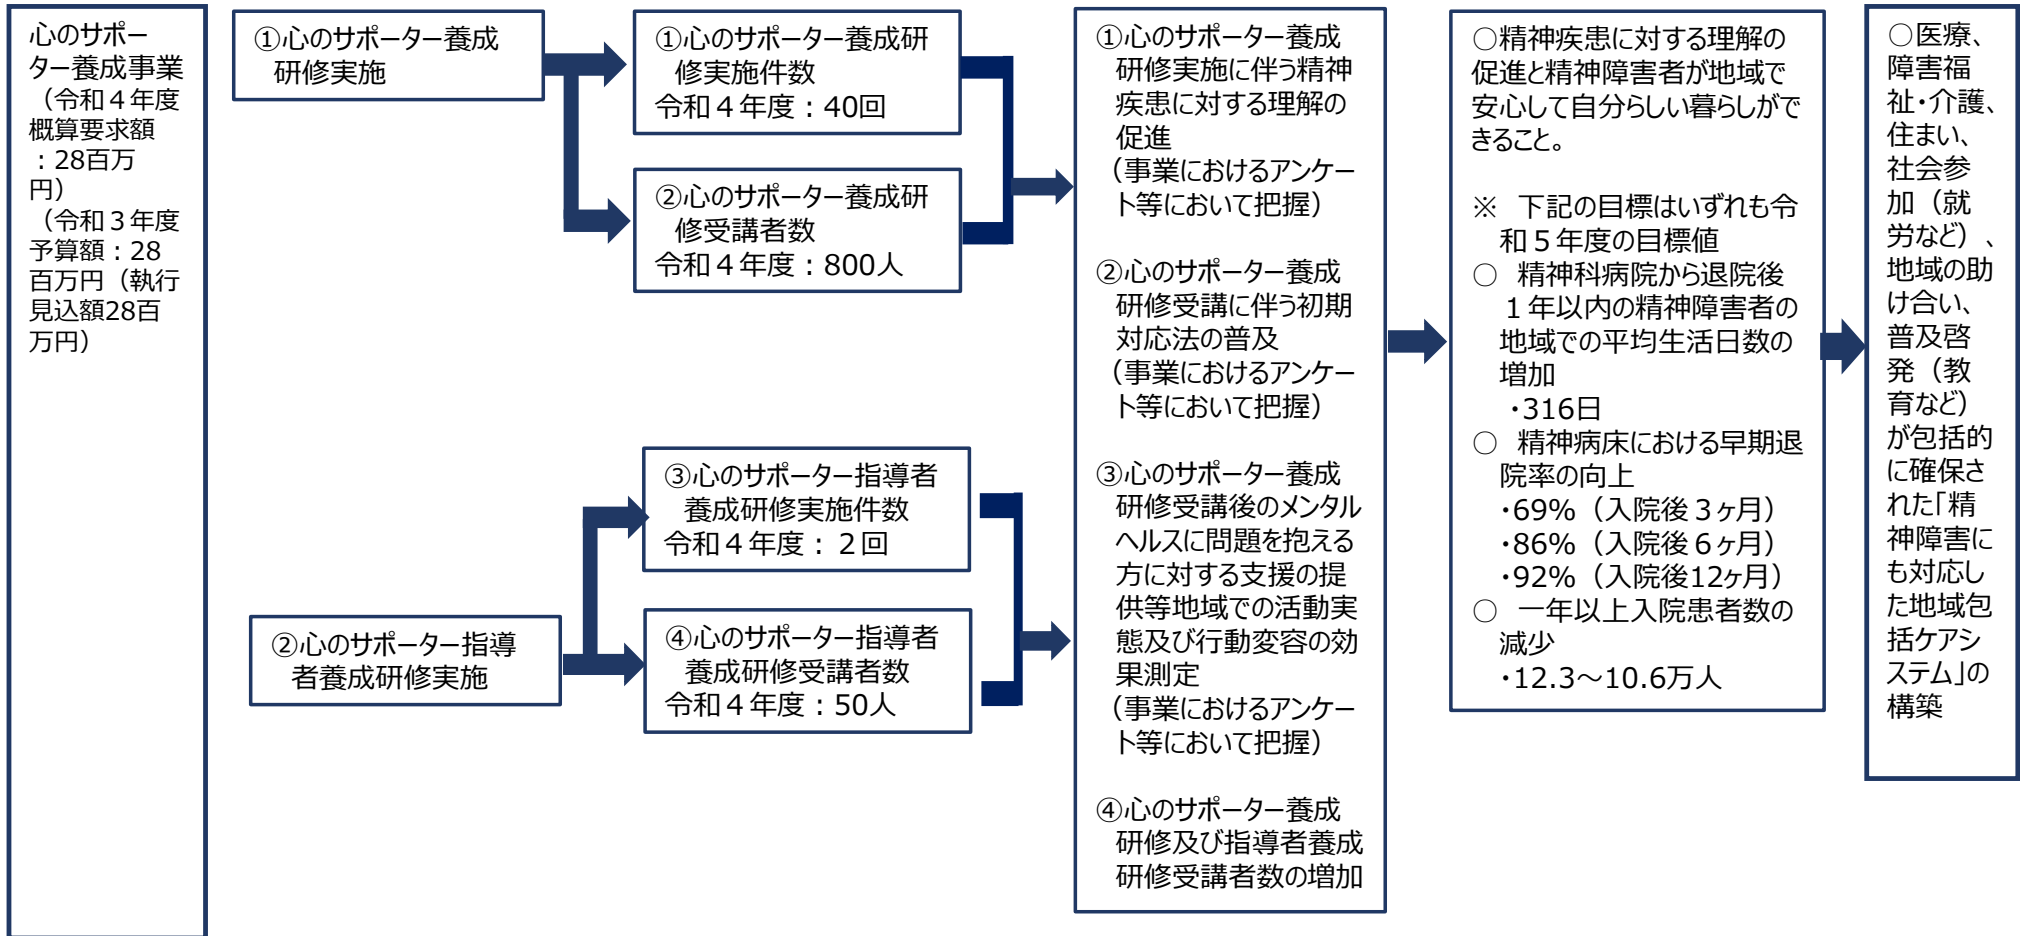 心のサポー
ター養成事業
（令和４年度
概算要求額
：28百万
円）
（令和３年度
予算額：28
百万円（執行
見込額28百
万円）
①心のサポーター養成
研修実施
②心のサポーター指導
者養成研修実施
①心のサポーター養成研
修実施件数
令和４年度：40回
②心のサポーター養成研
修受講者数
令和４年度：800人
③心のサポーター指導者
養成研修実施件数
令和４年度：２回
④心のサポーター指導者
養成研修受講者数
令和４年度：50人
①心のサポーター養成
研修実施に伴う精神
疾患に対する理解の
促進
（事業におけるアンケー
ト等において把握）
②心のサポーター養成
研修受講に伴う初期
対応法の普及
（事業におけるアンケー
ト等において把握）
③心のサポーター養成
研修受講後のメンタル
ヘルスに問題を抱える
方に対する支援の提
供等地域での活動実
態及び行動変容の効
果測定
（事業におけるアンケー
ト等において把握）
④心のサポーター養成
研修及び指導者養成
研修受講者数の増加
○精神疾患に対する理解の
促進と精神障害者が地域で
安心して自分らしい暮らしがで
きること。
※　下記の目標はいずれも令
和５年度の目標値
○　精神科病院から退院後
１年以内の精神障害者の
地域での平均生活日数の
増加
・316日
○　精神病床における早期退
院率の向上
・69%（入院後３ヶ月）
・86%（入院後６ヶ月）
・92%（入院後12ヶ月）
○　一年以上入院患者数の
減少
・12.3～10.6万人
○医療、
障害福
祉・介護、
住まい、
社会参
加（就
労など）、
地域の助
け合い、
普及啓
発（教
育など）
が包括的
に確保さ
れた「精
神障害に
も対応し
た地域包
括ケアシ
ステム」の
構築